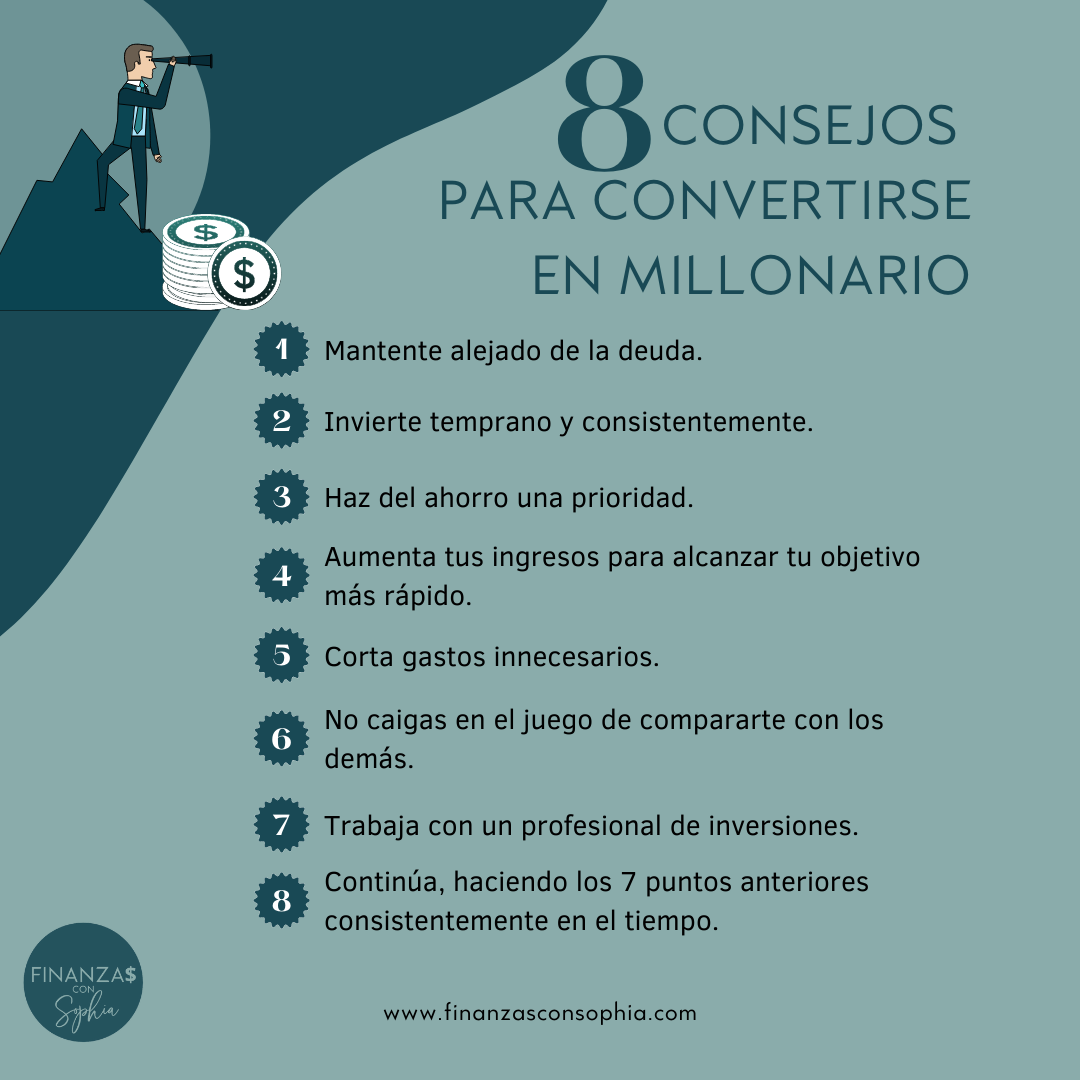 8 CONSEJOS
PARA CONVERTIRSE
EN MILLONARIO
$
$
1 Mantente alejado de la deuda.
2 Invierte temprano y consistentemente.
3 Haz del ahorro una prioridad.
4 Aumenta tus ingresos para alcanzar tu objetivo
más rápido.
5 Corta gastos innecesarios.
6 No caigas en el juego de compararte con los
demás.
7 Trabaja con un profesional de inversiones.
8 Continúa, haciendo los 7 puntos anteriores
consistentemente en el tiempo.
FINANZA$
CON
Sophia
www.finanzasconsophia.com